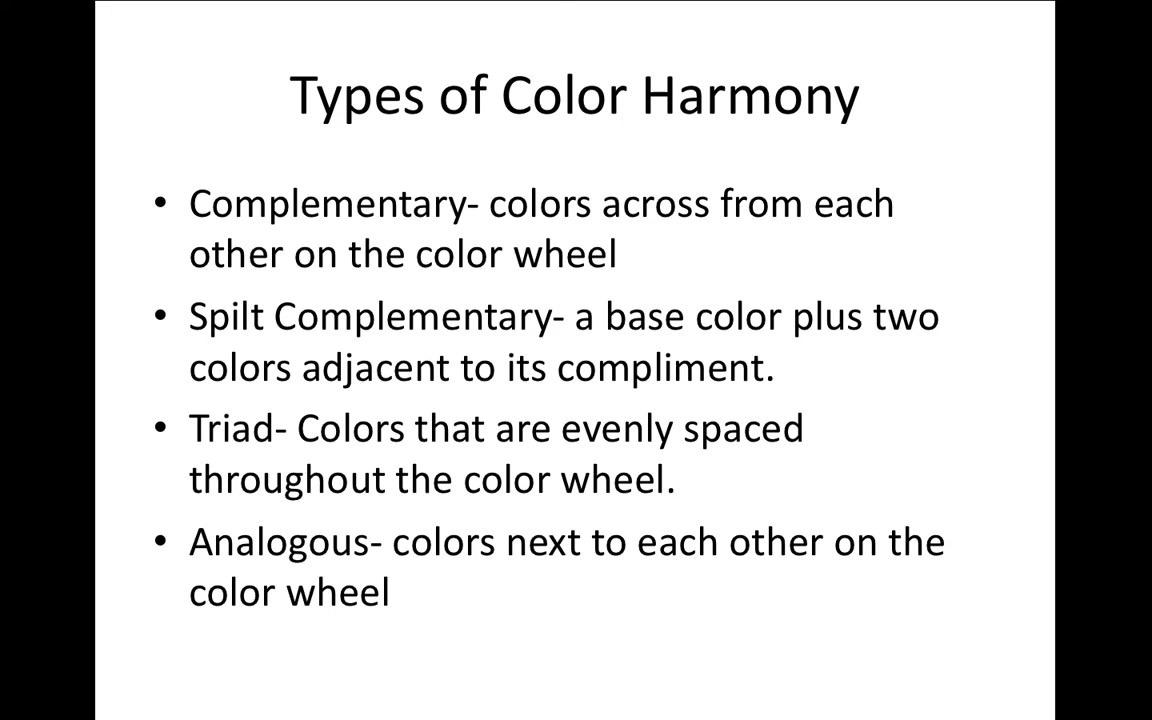 Types of Color Harmony
• Complementary- colors across from each
other on the color wheel
• Spilt Complementary- a base color plus two
colors adjacent to its compliment.
• Triad- Colors that are evenly spaced
throughout the color wheel.
• Analogous- colors next to each other on the
color wheel